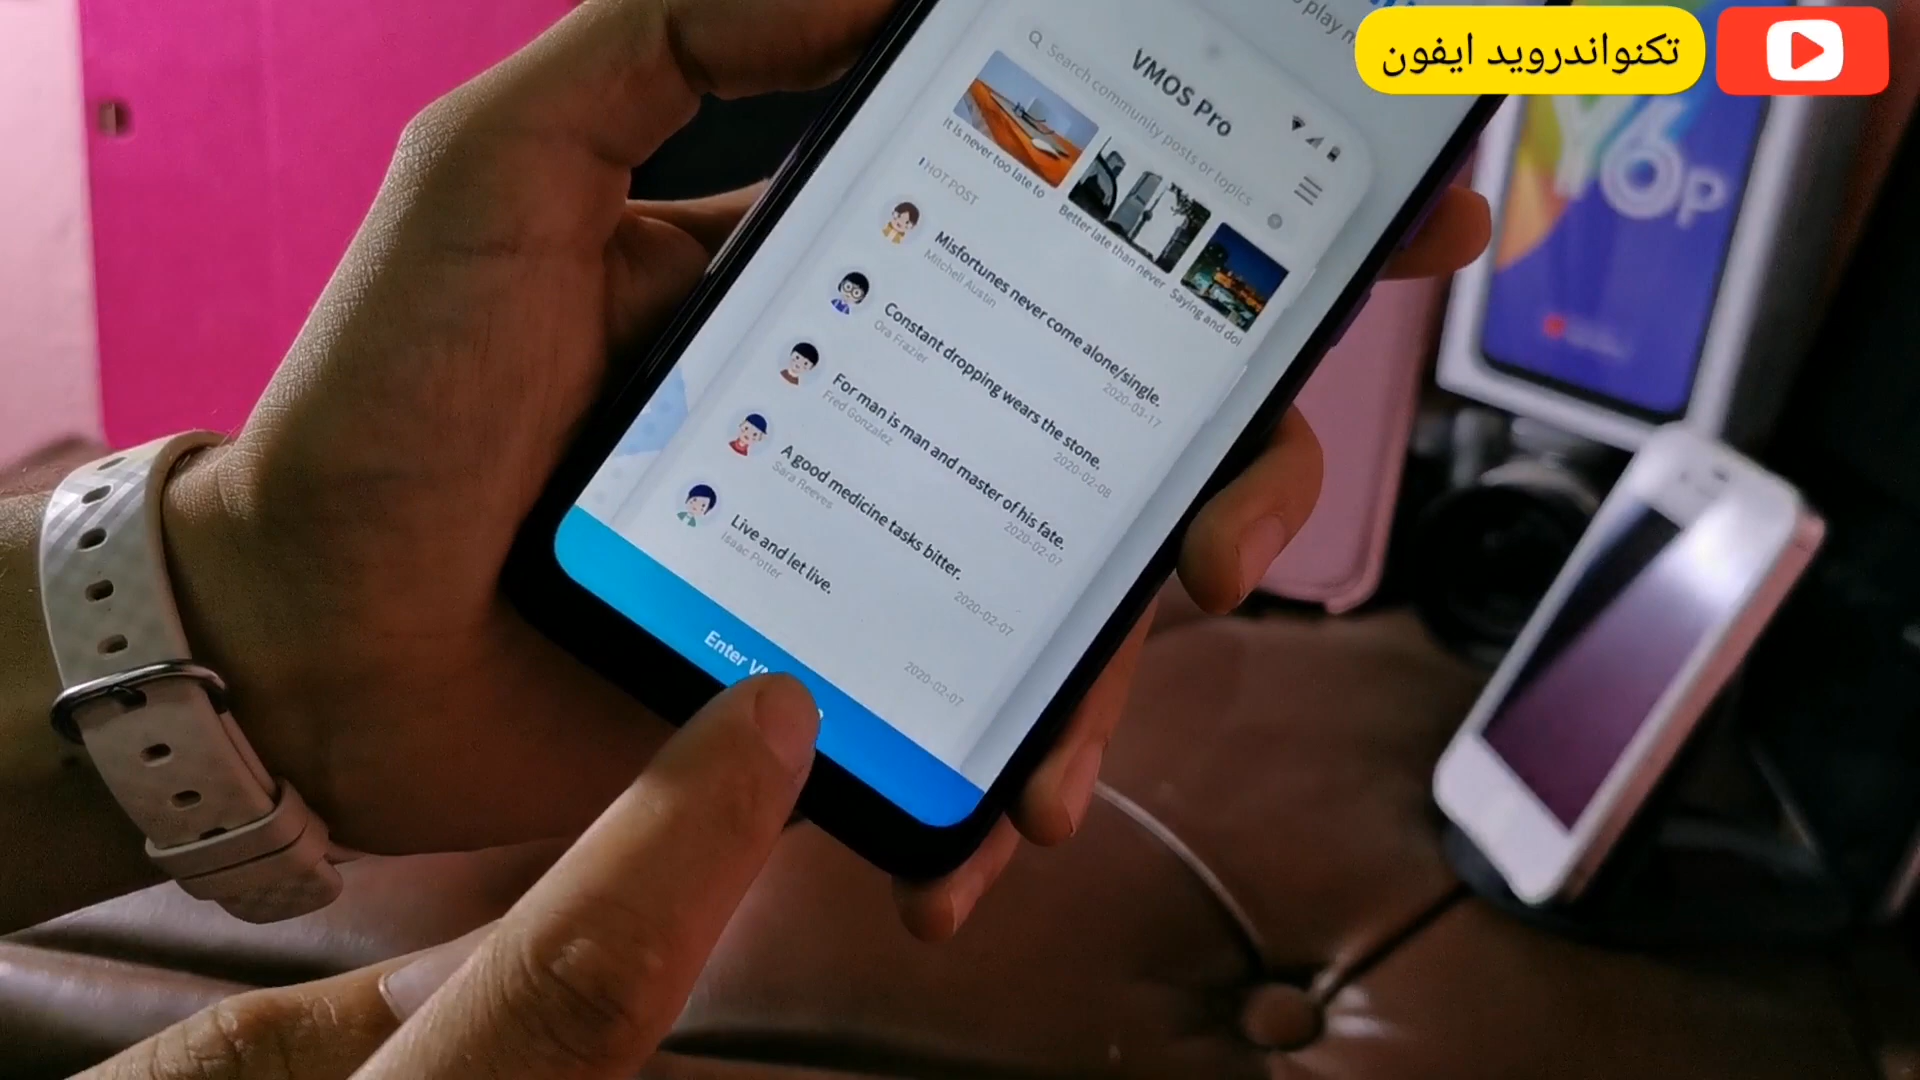 تكنواندرويد ايفون
play
VMOS Pro
Search community posts or topics
It is never too late to
Better late than never
Saying and doi
HOT POST
Misfortunes never come alone/single.
Mitchell Austin
2020-03-17
Constant dropping wears the stone.
Ora Frazier
2020-02-08
For man is man and master of his fate.
Fred Gonzalez
2020-02-07
A good medicine tasks bitter.
Sara Reeves
2020-02-07
Live and let live.
Isaac Potter
2020-02-07
Enter
Y6p